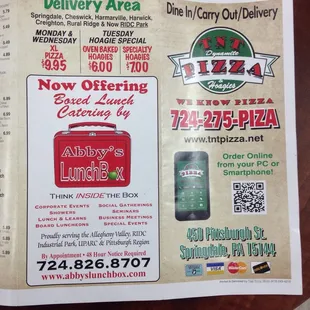 Delivery Area
Springdale, Cheswick, Harmarville, Harwick,
Creighton, Rural Ridge & Now RIDC Park
MONDAY &
WEDNESDAY
XL
PIZZA
$9.95
TUESDAY
HOAGIE SPECIAL
OVEN BAKED
HOAGIES
$6.00
SPECIALTY
HOAGIES
$7.00
Now Offering
Boxed Lunch
Catering by
Abby's
LunchBox
THINK INSIDE THE BOX
CORPORATE EVENTS
SHOWERS
LUNCH & LEARNS
BOARD LUNCHEONS
SOCIAL GATHERINGS
SEMINARS
BUSINESS MEETINGS
SPECIAL EVENTS
Proudly serving the Allegheny Valley, RIDC
Industrial Park, UPARC & Pittsburgh Region
By Appointment • 48 Hour Notice Required
724.826.8707
www.abbyslunchbox.com
Dine In/Carry Out/Delivery
TNT
Dynamite
PIZZA
& Hoagies
WE KNOW PIZZA
724-275-PIZA
www.tntpizza.net
Order Online
from your PC or
Smartphone!
PIZZA
450 Pittsburgh St.
Springdale, PA 15144
VISA